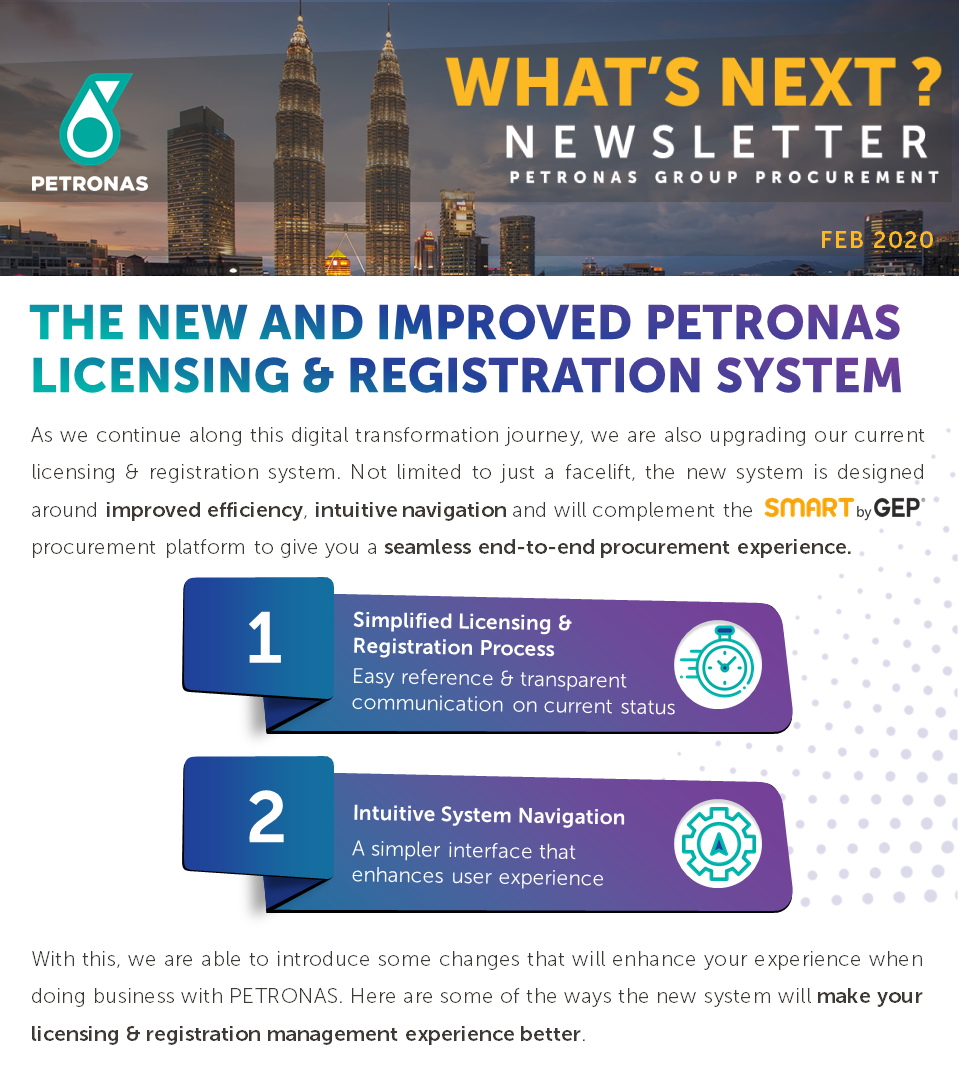 PETRONAS
WHAT'S NEXT ?
NEWSLETTER
PETRONAS GROUP PROCUREMENT
FEB 2020
THE NEW AND IMPROVED PETRONAS
LICENSING & REGISTRATION SYSTEM
As we continue along this digital transformation journey, we are also upgrading our current
licensing & registration system. Not limited to just a facelift, the new system is designed
around improved efficiency, intuitive navigation and will complement the SMART by GEP®
procurement platform to give you a seamless end-to-end procurement experience.
1
Simplified Licensing &
Registration Process
Easy reference & transparent
communication on current status
2
Intuitive System Navigation
A simpler interface that
enhances user experience
With this, we are able to introduce some changes that will enhance your experience when
doing business with PETRONAS. Here are some of the ways the new system will make your
licensing & registration management experience better.